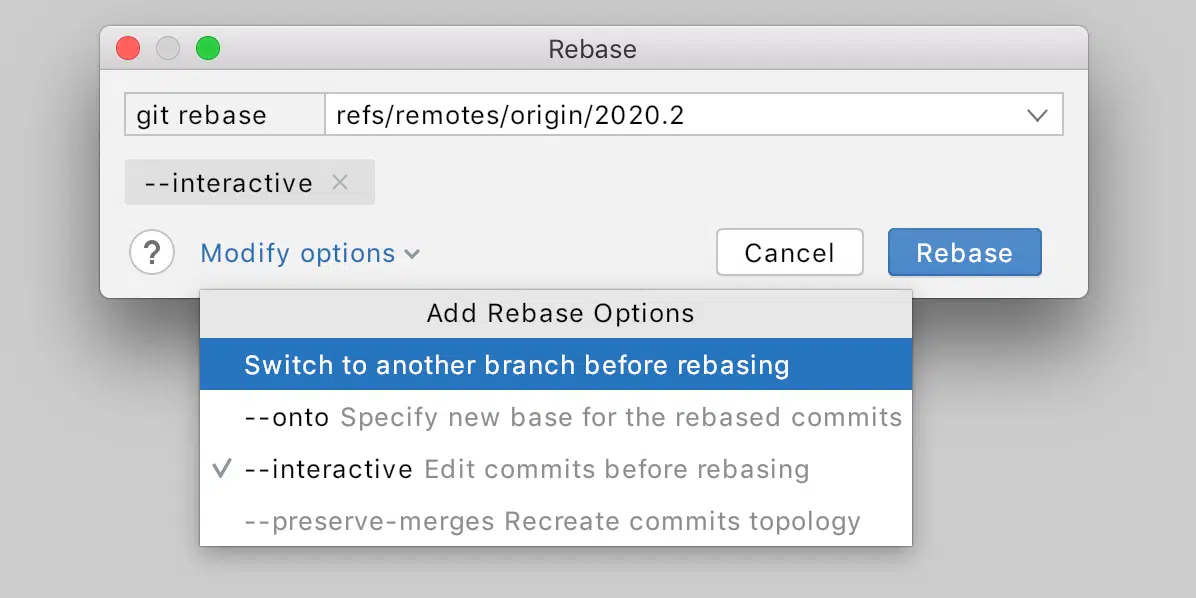 Rebase
git rebase refs/remotes/origin/2020.2
--interactive ×
? Modify options Cancel Rebase
Add Rebase Options
Switch to another branch before rebasing
--onto Specify new base for the rebased commits
✓ --interactive Edit commits before rebasing
--preserve-merges Recreate commits topology